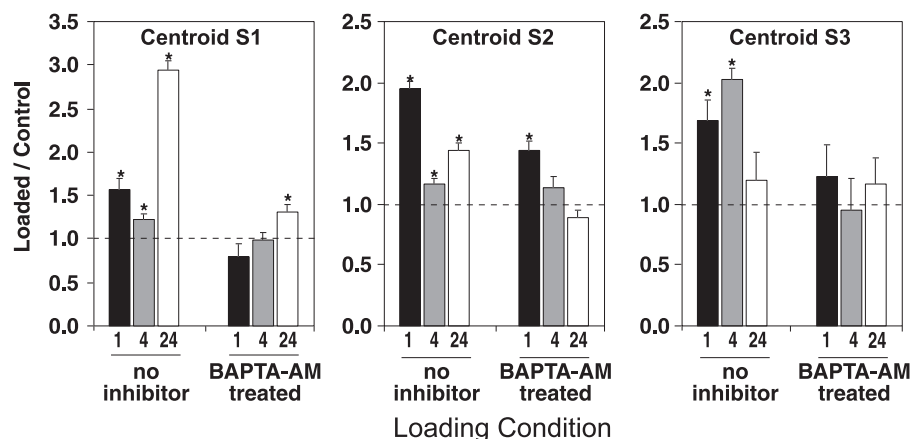 Centroid S1
Centroid S2
Centroid S3
Loaded / Control
3.5
3.0
2.5
2.0
1.5
1.0
0.5
0.0
2.5
2.0
1.5
1.0
0.5
0.0
2.5
2.0
1.5
1.0
0.5
0.0
* * * *
* * * *
* *
1 4 24 1 4 24
1 4 24 1 4 24
1 4 24 1 4 24
no inhibitor
BAPTA-AM treated
no inhibitor
BAPTA-AM treated
no inhibitor
BAPTA-AM treated
Loading Condition